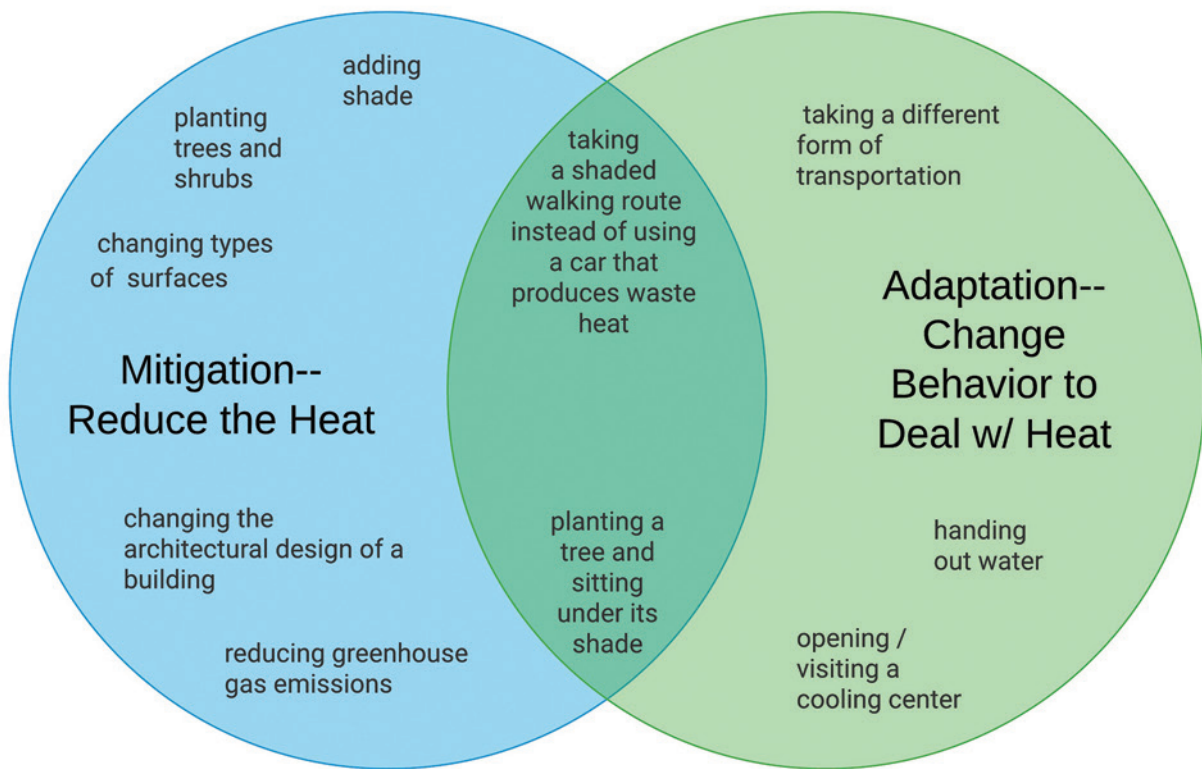 adding
shade
planting
trees and
shrubs
changing types
of surfaces
Mitigation--
Reduce the Heat
changing the
architectural design of a
building
reducing greenhouse
gas emissions
taking
a shaded
walking route
instead of using
a car that
produces waste
heat
planting a
tree and
sitting
under its
shade
taking a different
form of
transportation
Adaptation--
Change
Behavior to
Deal w/ Heat
handing
out water
opening /
visiting a
cooling center